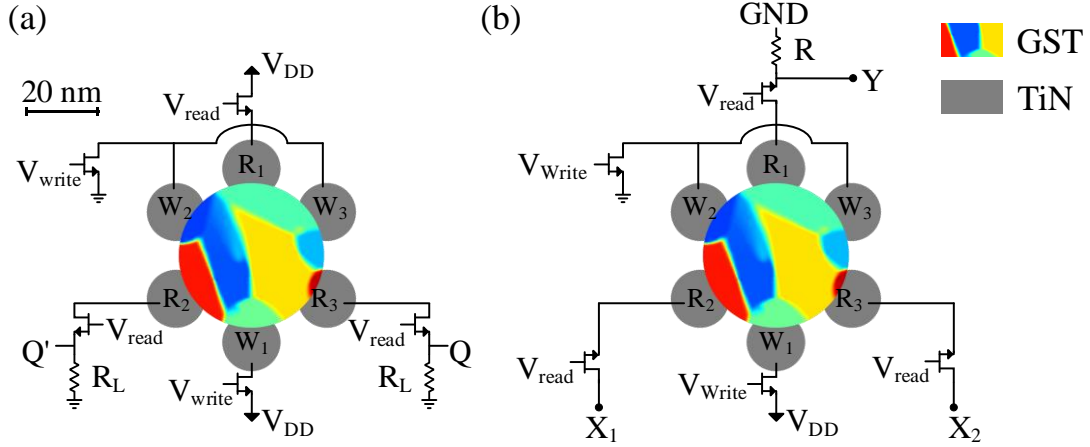 (a)
20 nm
V_DD
V_read
V_write
R_1
W_2
W_3
R_2
R_3
W_1
V_read
V_read
Q'
Q
R_L
R_L
V_write
V_DD
(b)
GND
R
V_read
Y
V_Write
R_1
W_2
W_3
R_2
R_3
W_1
V_read
V_read
V_Write
V_DD
X_1
X_2
GST
TiN